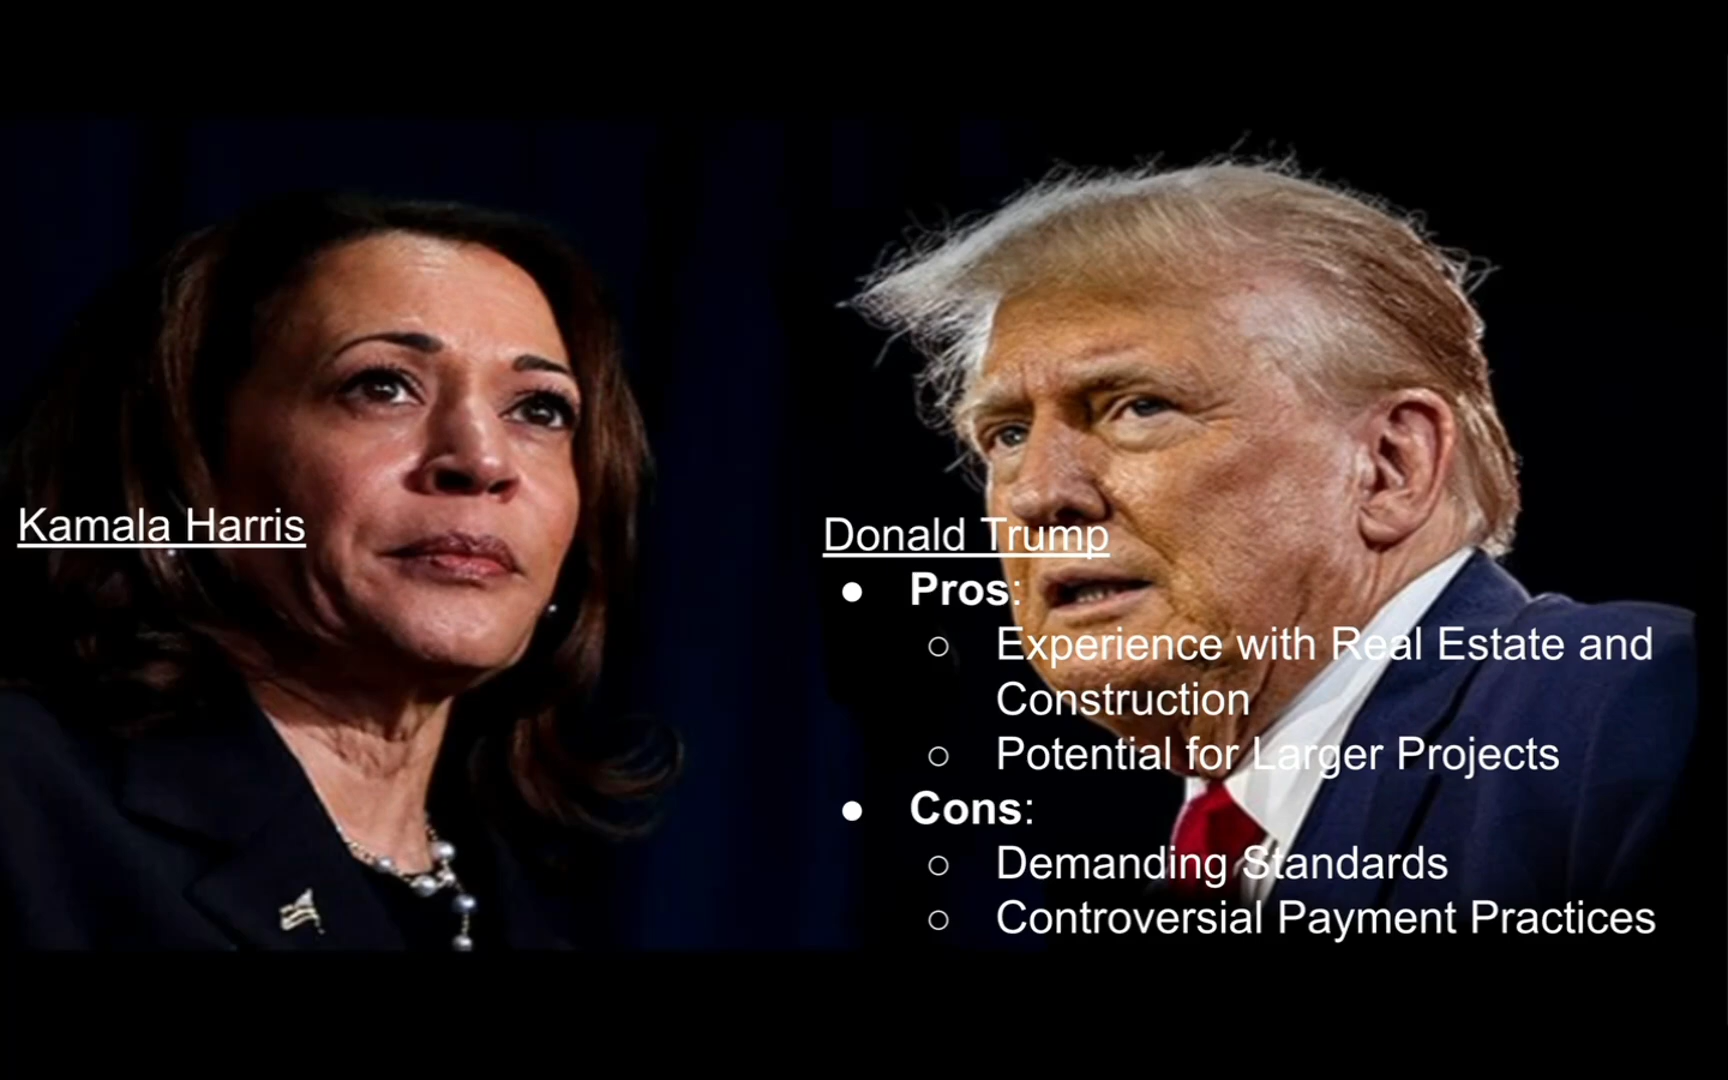 Kamala Harris
Donald Trump
● Pros:
○ Experience with Real Estate and
Construction
○ Potential for Larger Projects
● Cons:
○ Demanding Standards
○ Controversial Payment Practices